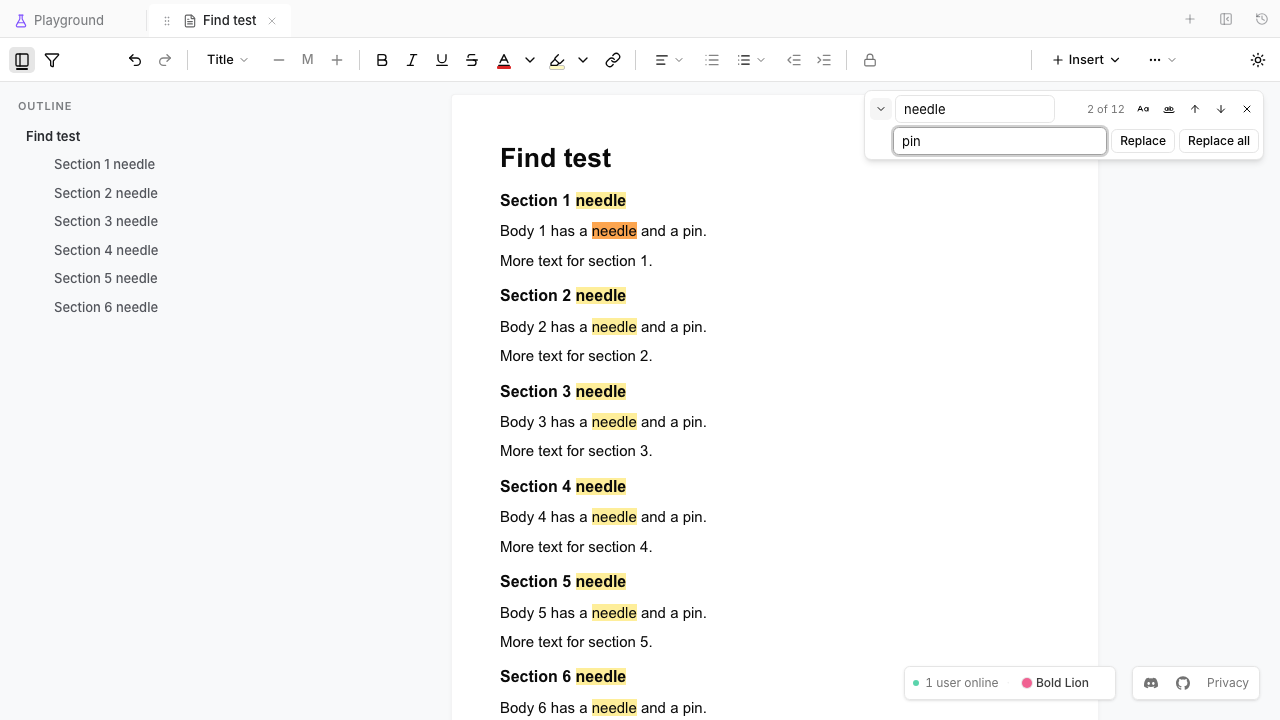 Playground
Find test
Title
M
B I U S A
Insert
OUTLINE
Find test
Section 1 needle
Section 2 needle
Section 3 needle
Section 4 needle
Section 5 needle
Section 6 needle
needle
2 of 12
Aa
ab
pin
Replace
Replace all
Find test
Section 1 needle
Body 1 has a needle and a pin.
More text for section 1.
Section 2 needle
Body 2 has a needle and a pin.
More text for section 2.
Section 3 needle
Body 3 has a needle and a pin.
More text for section 3.
Section 4 needle
Body 4 has a needle and a pin.
More text for section 4.
Section 5 needle
Body 5 has a needle and a pin.
More text for section 5.
Section 6 needle
Body 6 has a needle and a pin.
1 user online
Bold Lion
Privacy